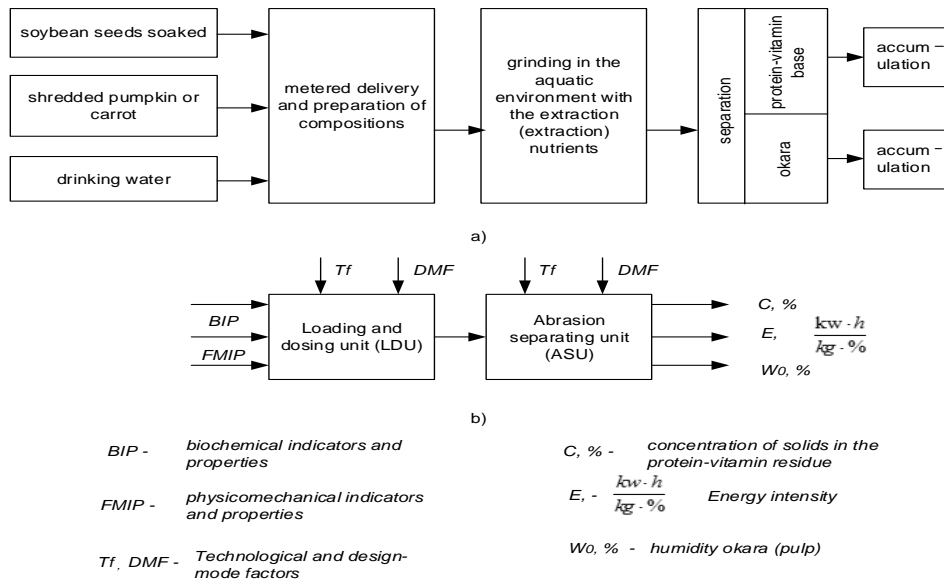 soybean seeds soaked
shredded pumpkin or
carrot
drinking water
metered delivery
and preparation of
compositions
grinding in the
aquatic
environment with
the extraction
(extraction)
nutrients
separation
protein-vitamin
base
okara
accum –
ulation
accum –
ulation
a)
Tf
DMF
Tf
DMF
BIP
FMIP
Loading and
dosing unit (LDU)
Abrasion
separating unit
(ASU)
C, %
E, kw · h / kg · %
W0, %
b)
BIP - biochemical indicators and
properties
FMIP - physicomechanical indicators
and properties
Tf , DMF - Technological and design-
mode factors
C, % - concentration of solids in the
protein-vitamin residue
E, - kw · h / kg · % Energy intensity
W0, % - humidity okara (pulp)